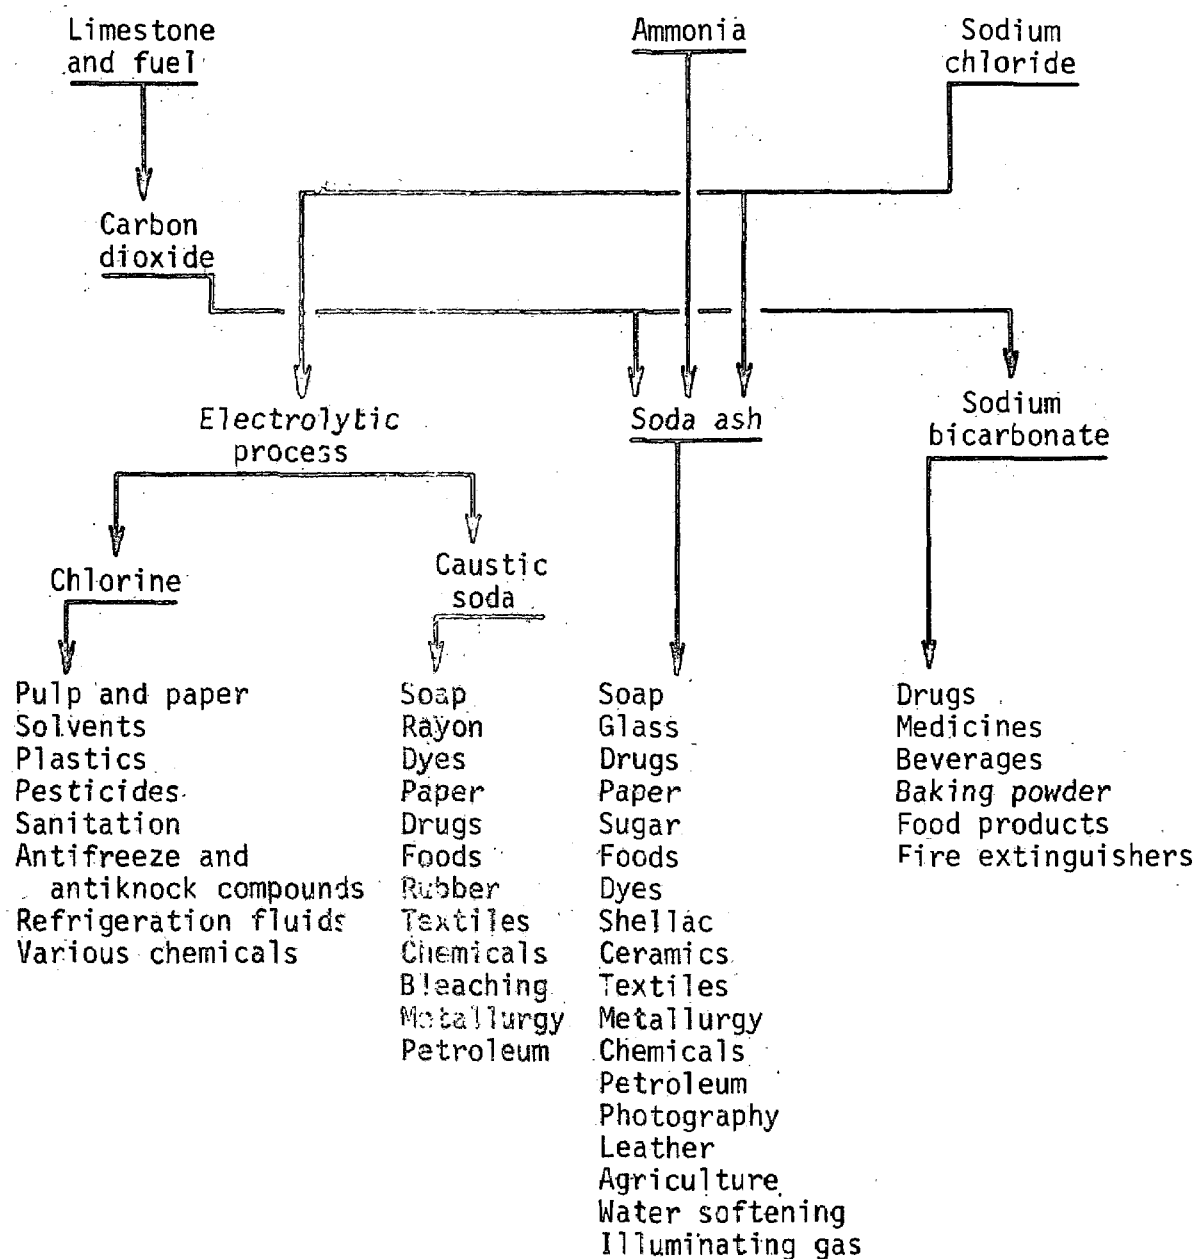 Limestone
and fuel
Ammonia
Sodium
chloride
Carbon
dioxide
Electrolytic
process
Soda ash
Sodium
bicarbonate
Chlorine
Caustic
soda
Pulp and paper
Solvents
Plastics
Pesticides
Sanitation
Antifreeze and
antiknock compounds
Refrigeration fluids
Various chemicals
Soap
Rayon
Dyes
Paper
Drugs
Foods
Rubber
Textiles
Chemicals
Bleaching
Metallurgy
Petroleum
Soap
Glass
Drugs
Paper
Sugar
Foods
Dyes
Shellac
Ceramics
Textiles
Metallurgy
Chemicals
Petroleum
Photography
Leather
Agriculture
Water softening
Illuminating gas
Drugs
Medicines
Beverages
Baking powder
Food products
Fire extinguishers